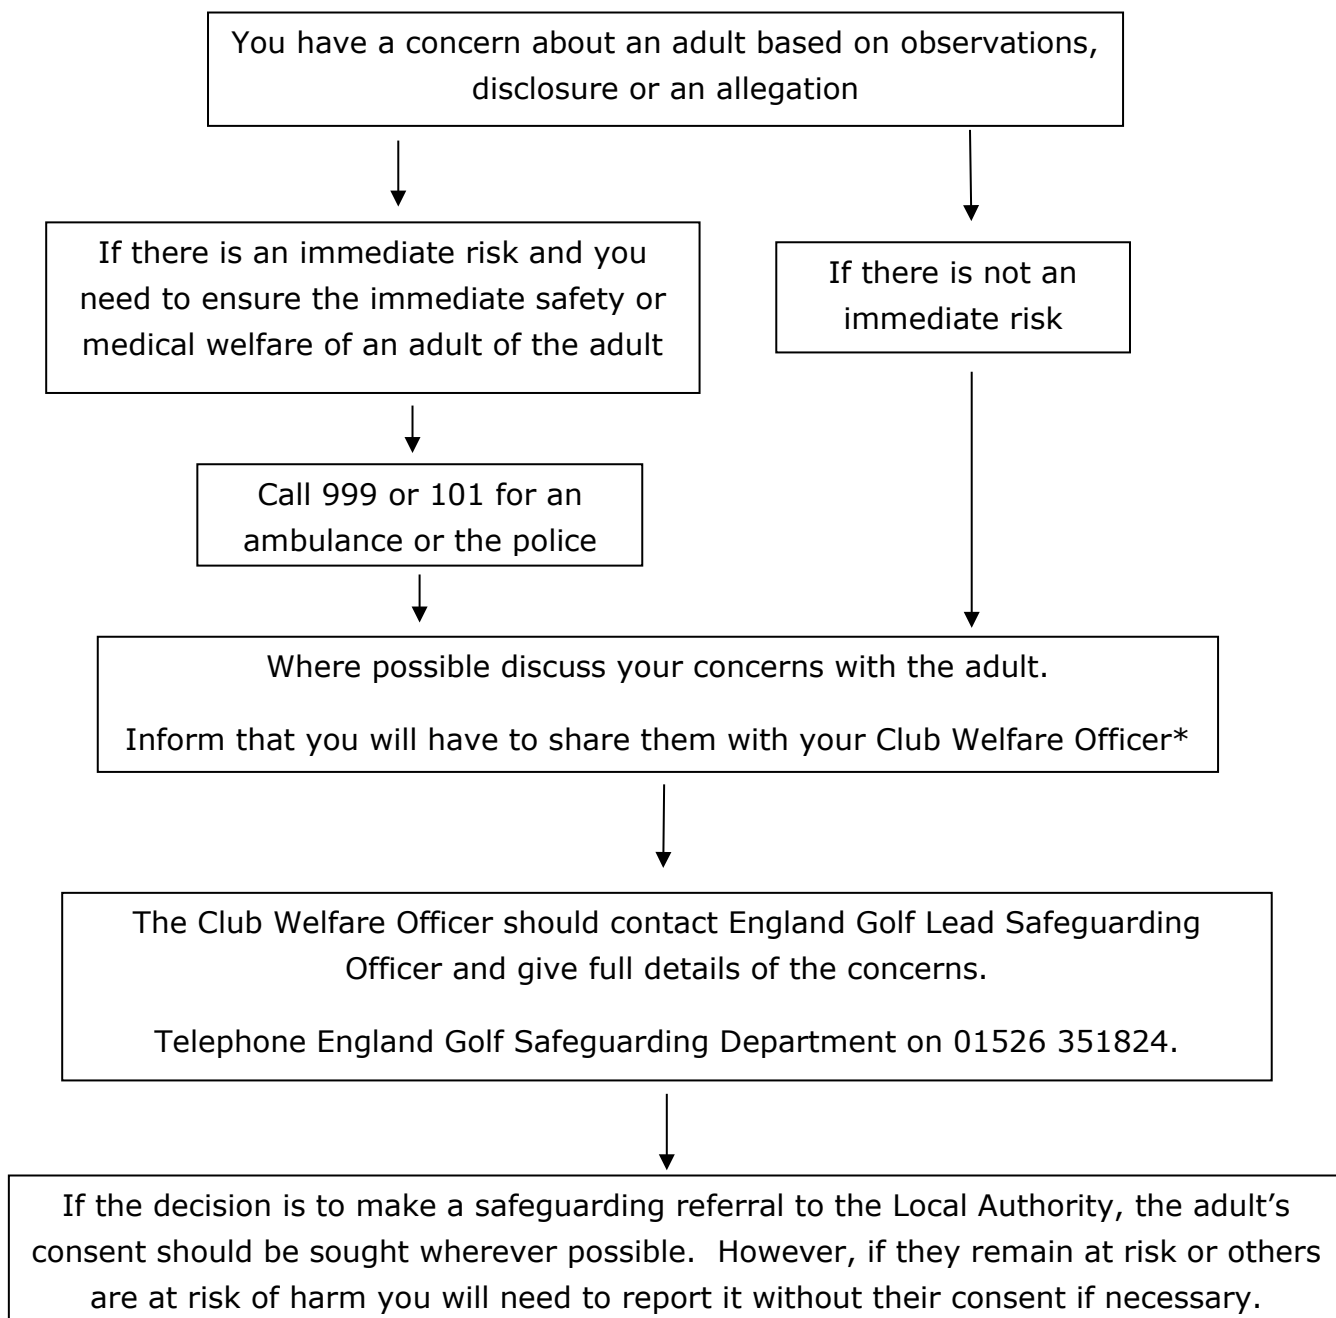 You have a concern about an adult based on observations,
disclosure or an allegation
If there is an immediate risk and you
need to ensure the immediate safety or
medical welfare of an adult of the adult
If there is not an
immediate risk
Call 999 or 101 for an
ambulance or the police
Where possible discuss your concerns with the adult.
Inform that you will have to share them with your Club Welfare Officer*
The Club Welfare Officer should contact England Golf Lead Safeguarding
Officer and give full details of the concerns.
Telephone England Golf Safeguarding Department on 01526 351824.
If the decision is to make a safeguarding referral to the Local Authority, the adult’s
consent should be sought wherever possible.  However, if they remain at risk or others
are at risk of harm you will need to report it without their consent if necessary.